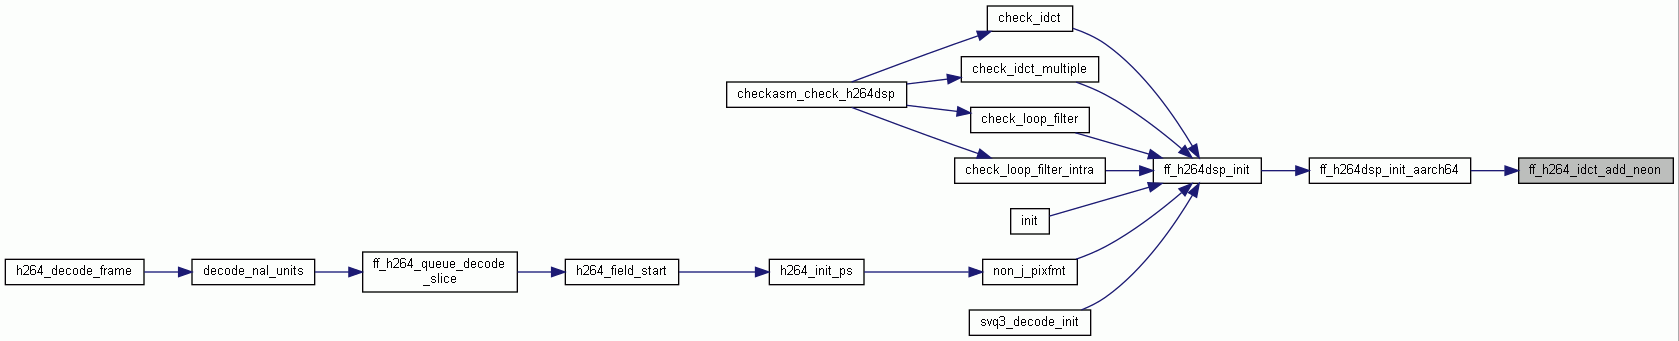 check_idct
check_idct_multiple
checkasm_check_h264dsp
check_loop_filter
check_loop_filter_intra
ff_h264dsp_init
ff_h264dsp_init_aarch64
ff_h264_idct_add_neon
init
h264_decode_frame
decode_nal_units
ff_h264_queue_decode
_slice
h264_field_start
h264_init_ps
non_j_pixfmt
svq3_decode_init